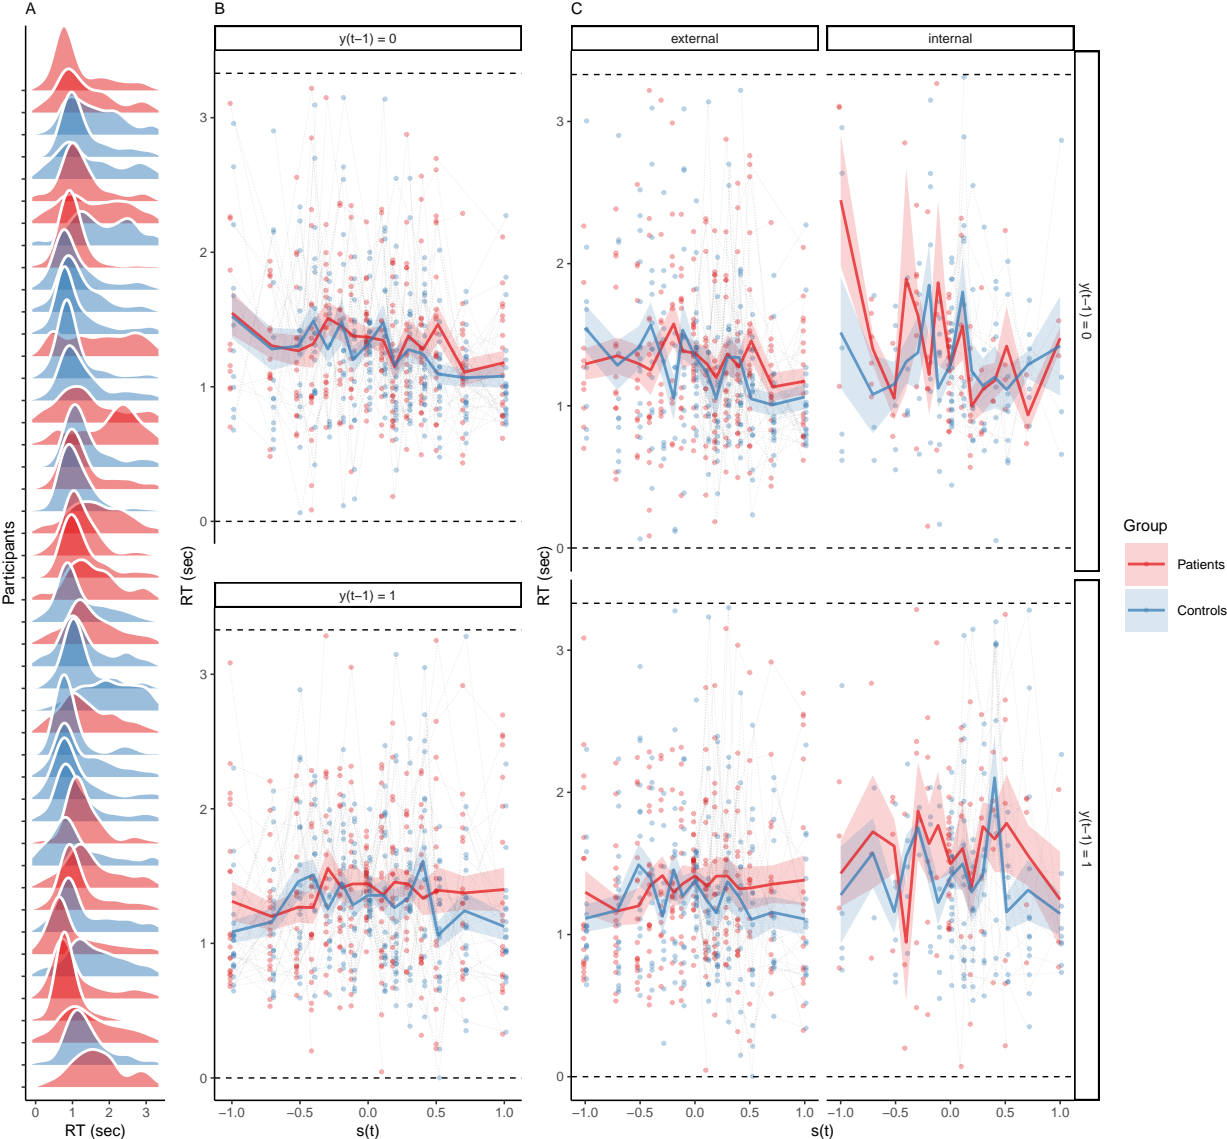 A
B
C
y(t−1) = 0
external
internal
3
2
1
0
RT (sec)
y(t−1) = 1
3
2
1
0
−1.0
−0.5
0.0
0.5
1.0
s(t)
Participants
0
1
2
3
RT (sec)
3
2
1
0
RT (sec)
3
2
1
0
−1.0
−0.5
0.0
0.5
1.0
−1.0
−0.5
0.0
0.5
1.0
s(t)
y(t−1) = 0
y(t−1) = 1
Group
Patients
Controls